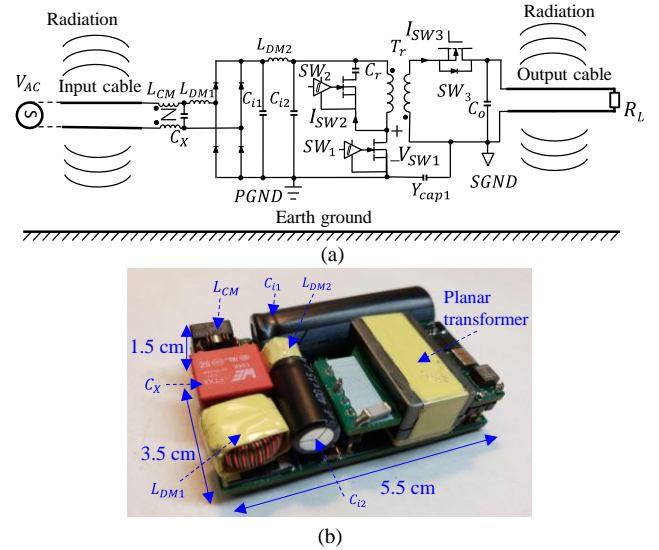 Radiation
Radiation
V_AC
Input cable
L_CM
L_DM1
L_DM2
C_X
C_i1
C_i2
SW_2
I_SW2
SW_1
C_r
T_r
I_SW3
SW_3
C_o
+
V_SW1
−
Output cable
R_L
PGND
Y_cap1
SGND
Earth ground
(a)
L_CM
C_i1
L_DM2
Planar
transformer
1.5 cm
C_X
3.5 cm
L_DM1
C_i2
5.5 cm
(b)